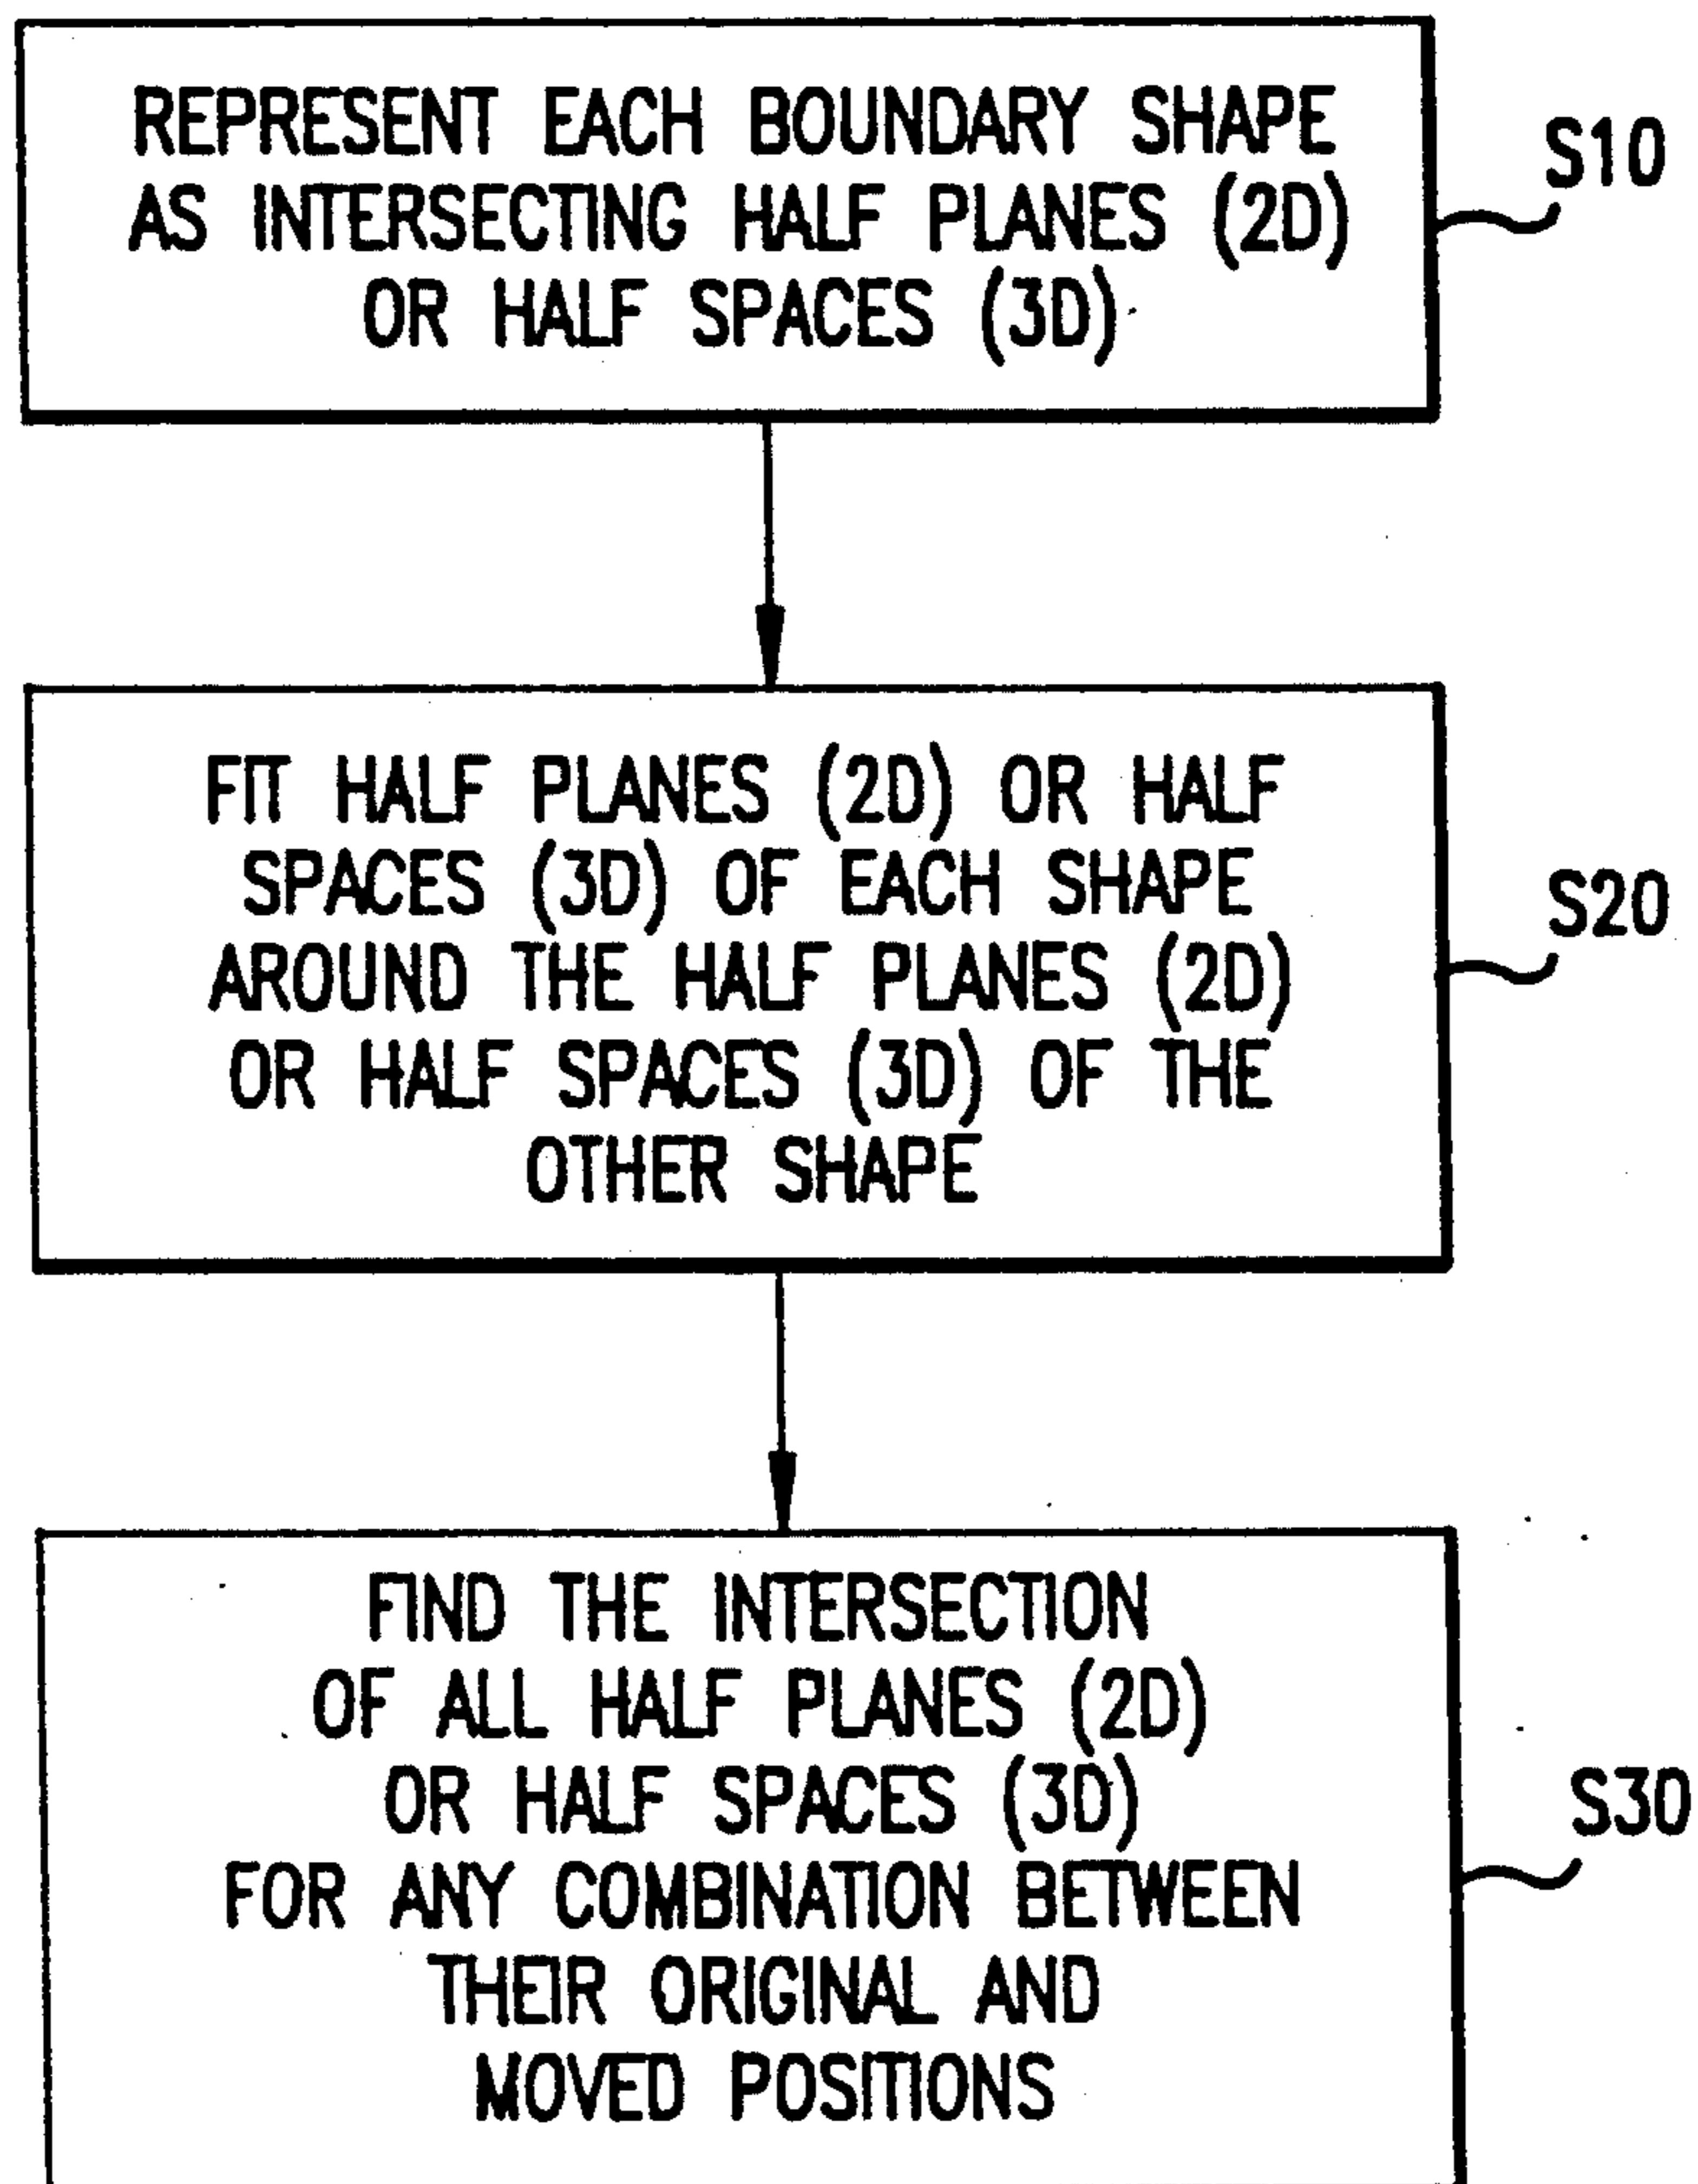 REPRESENT EACH BOUNDARY SHAPE
AS INTERSECTING HALF PLANES (2D)
OR HALF SPACES (3D)
S10
FIT HALF PLANES (2D) OR HALF
SPACES (3D) OF EACH SHAPE
AROUND THE HALF PLANES (2D)
OR HALF SPACES (3D) OF THE
OTHER SHAPE
S20
FIND THE INTERSECTION
OF ALL HALF PLANES (2D)
OR HALF SPACES (3D)
FOR ANY COMBINATION BETWEEN
THEIR ORIGINAL AND
MOVED POSITIONS
S30